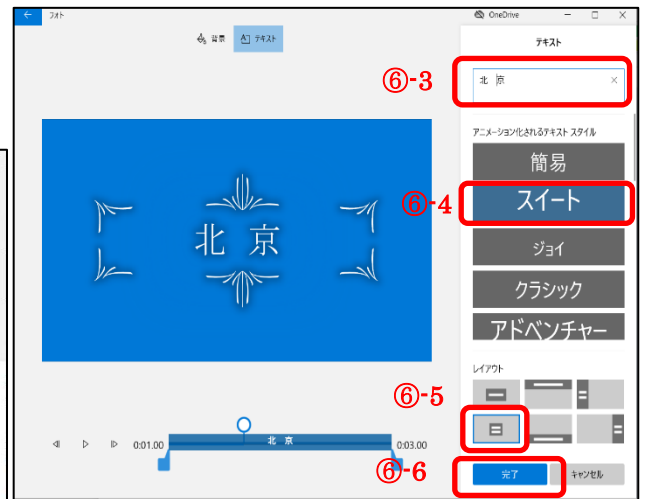 フォト
OneDrive
背景 テキスト
テキスト
⑥-3
北 京
アニメーション化されるテキスト スタイル
簡易
⑥-4
スイート
北 京
ジョイ
クラシック
アドベンチャー
レイアウト
⑥-5
0:01.00
北 京
0:03.00
⑥-6
完了
キャンセル